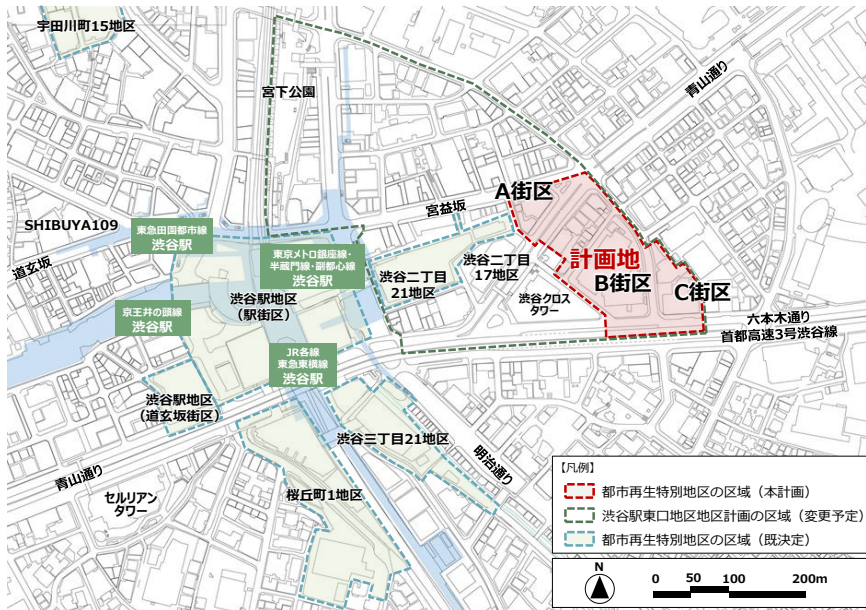 宇田川町15地区
宮下公園
青山通り
A街区
宮益坂
SHIBUYA109
東急田園都市線
渋谷駅
道玄坂
東京メトロ銀座線・
半蔵門線・副都心線
渋谷駅
計画地
B街区
C街区
渋谷二丁目
17地区
渋谷二丁目
21地区
渋谷クロス
タワー
渋谷駅地区
（駅街区）
京王井の頭線
渋谷駅
六本木通り
首都高速3号渋谷線
JR各線
東急東横線
渋谷駅
渋谷駅地区
（道玄坂街区）
渋谷三丁目21地区
明治通り
青山通り
セルリアン
タワー
桜丘町1地区
【凡例】
都市再生特別地区の区域（本計画）
渋谷駅東口地区地区計画の区域（変更予定）
都市再生特別地区の区域（既決定）
N
0 50 100 200m